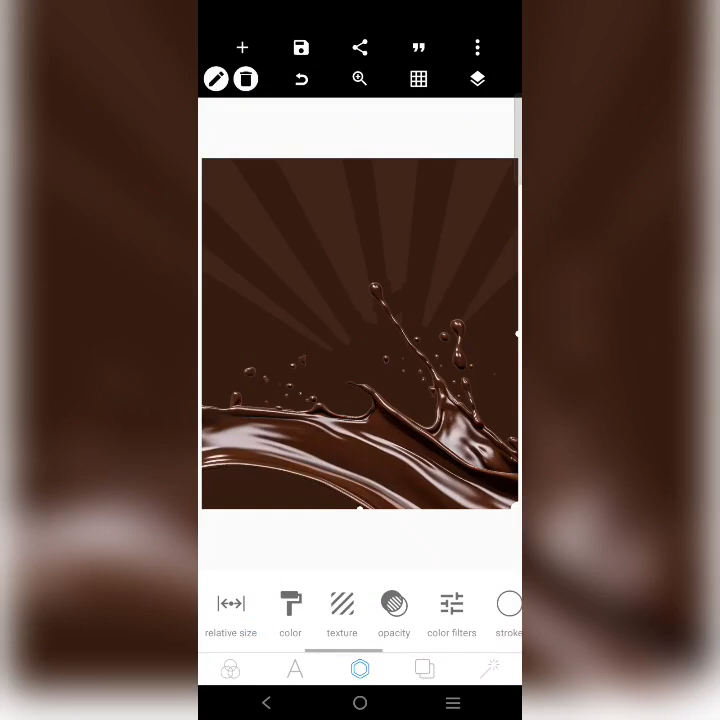 relative size
color
texture
opacity
color filters
stroke